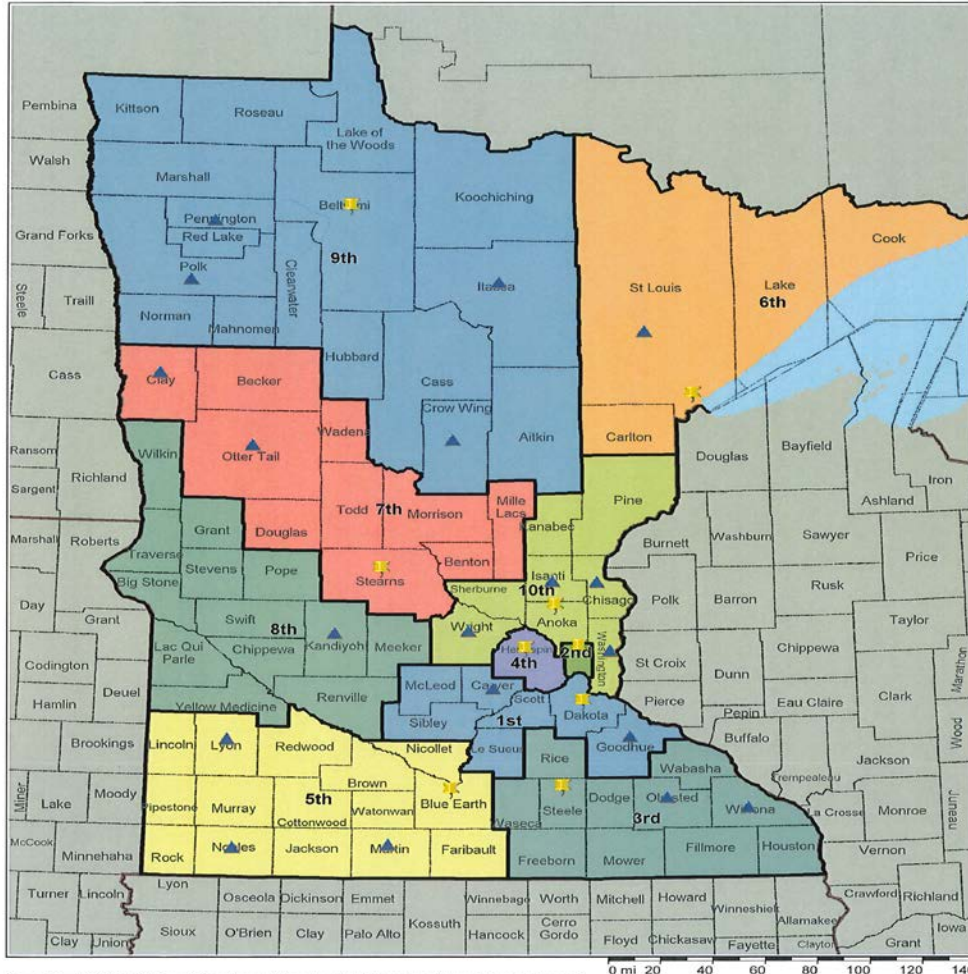 Pembina
Kittson
Roseau
Lake of
the Woods
Walsh
Marshall
Koochiching
Beltrami
Pennington
Red Lake
Grand Forks
Polk
9th
Clearwater
Itasca
Cook
St Louis
Lake
6th
Steele
Traill
Norman
Mahnomen
Hubbard
Cass
Cass
Clay
Becker
Crow Wing
Aitkin
Wadena
Carlton
Otter Tail
Wilkin
Ransom
Richland
Sargent
Douglas
Bayfield
Iron
Ashland
Pine
Todd
7th
Morrison
Mille
Lacs
Kanabec
Douglas
Grant
Marshall
Roberts
Traverse
Stevens
Pope
Benton
Stearns
Burnett
Washburn
Sawyer
Price
Big Stone
Sherburne
Isanti
10th
Chisago
Polk
Barron
Rusk
Day
Grant
Swift
8th
Chippewa
Kandiyohi
Meeker
Wright
Anoka
Washington
Taylor
Lac Qui
Parle
Hennepin
4th
2nd
St Croix
Dunn
Chippewa
Codington
Deuel
Hamlin
Renville
Yellow Medicine
McLeod
Carver
Scott
Dakota
Pierce
Pepin
Eau Claire
Clark
Marathon
Sibley
1st
Le Sueur
Goodhue
Buffalo
Wood
Brookings
Lincoln
Lyon
Redwood
Nicollet
Rice
Wabasha
Trempealeau
Jackson
Miner
Lake
Moody
Brown
5th
Pipestone
Murray
Cottonwood
Watonwan
Blue Earth
Waseca
Steele
Dodge
Olmsted
3rd
Winona
La Crosse
Monroe
Juneau
McCook
Minnehaha
Rock
Nobles
Jackson
Martin
Faribault
Freeborn
Mower
Fillmore
Houston
Vernon
Turner
Lincoln
Lyon
Osceola
Dickinson
Emmet
Kossuth
Winnebago
Worth
Mitchell
Howard
Winneshiek
Allamakee
Crawford
Richland
Iowa
Clay
Union
Sioux
O'Brien
Clay
Palo Alto
Hancock
Cerro
Gordo
Floyd
Chickasaw
Fayette
Clayton
Grant
0 mi 20 40 60 80 100 120 140